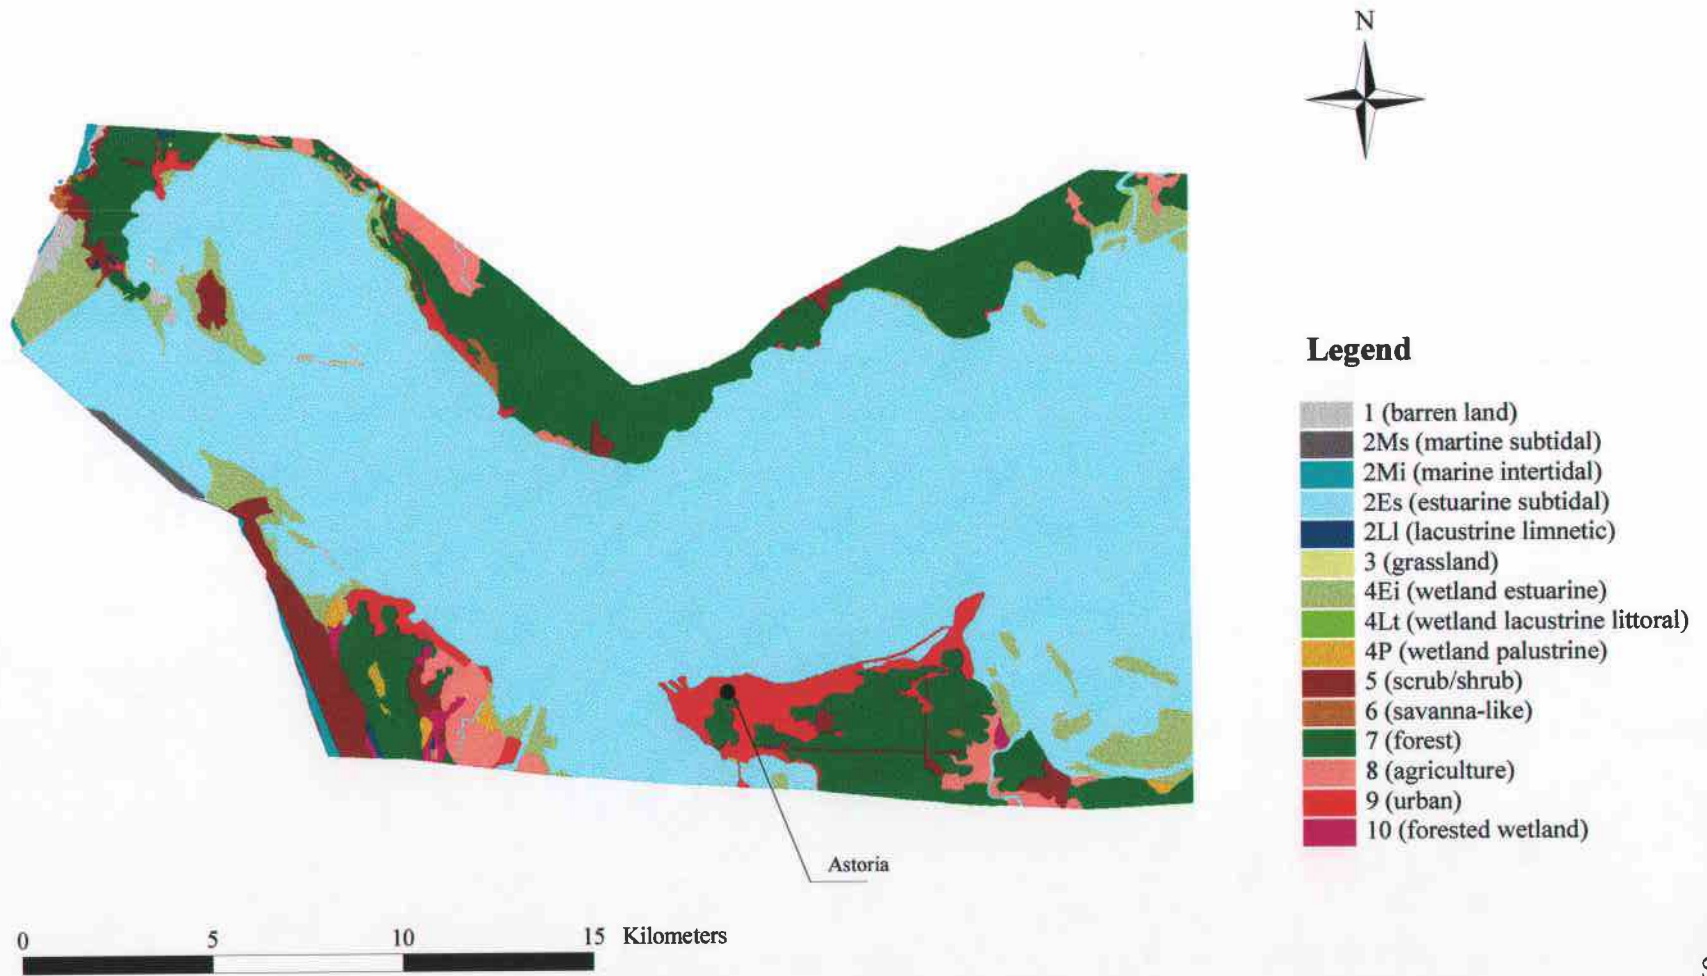 N
Legend
1 (barren land)
2Ms (martine subtidal)
2Mi (marine intertidal)
2Es (estuarine subtidal)
2Ll (lacustrine limnetic)
3 (grassland)
4Ei (wetland estuarine)
4Lt (wetland lacustrine littoral)
4P (wetland palustrine)
5 (scrub/shrub)
6 (savanna-like)
7 (forest)
8 (agriculture)
9 (urban)
10 (forested wetland)
Astoria
0 5 10 15 Kilometers